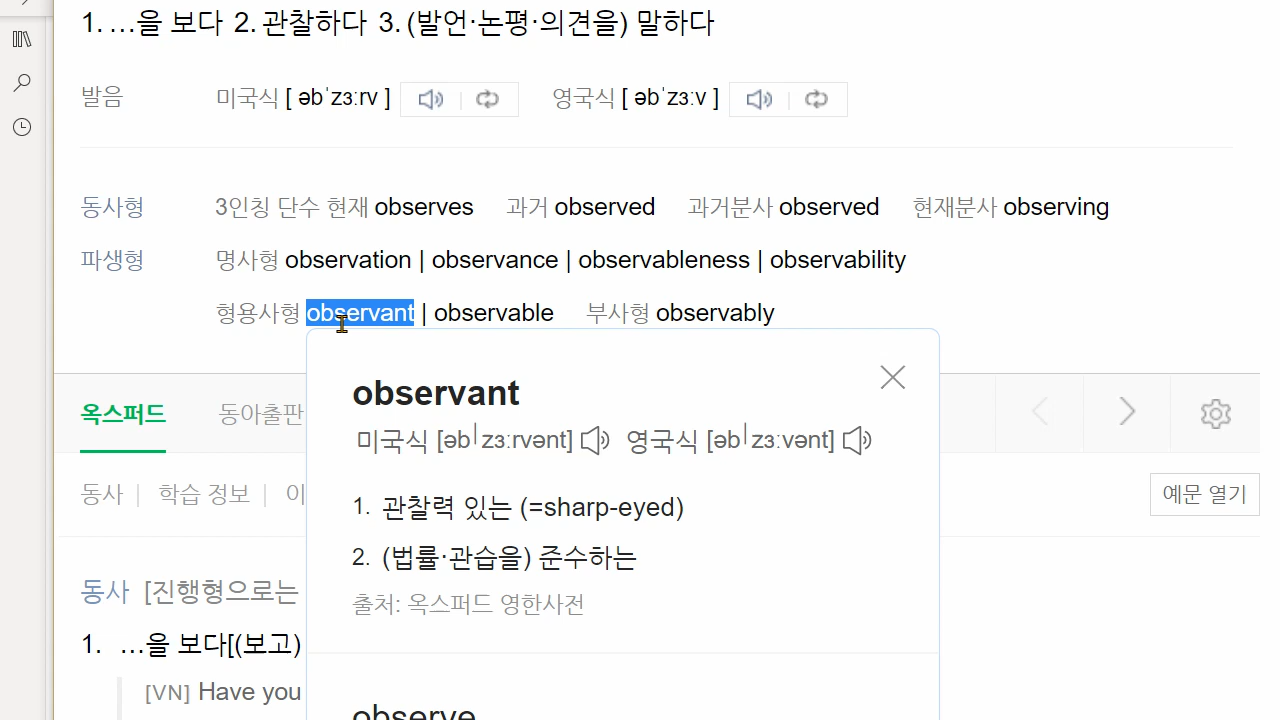 1. …을 보다 2. 관찰하다 3. (발언·논평·의견을) 말하다
발음 미국식 [ əbˈzɜːrv ] 영국식 [ əbˈzɜːv ]
동사형 3인칭 단수 현재 observes 과거 observed 과거분사 observed 현재분사 observing
파생형 명사형 observation | observance | observableness | observability
형용사형 observant | observable 부사형 observably
observant
미국식 [əbˈzɜːrvənt] 영국식 [əbˈzɜːvənt]
1. 관찰력 있는 (=sharp-eyed)
2. (법률·관습을) 준수하는
출처: 옥스퍼드 영한사전
observe
옥스퍼드 동아출판
동사 | 학습 정보 | 이
예문 열기
동사 [진행형으로는
1. …을 보다[(보고)
[VN] Have you